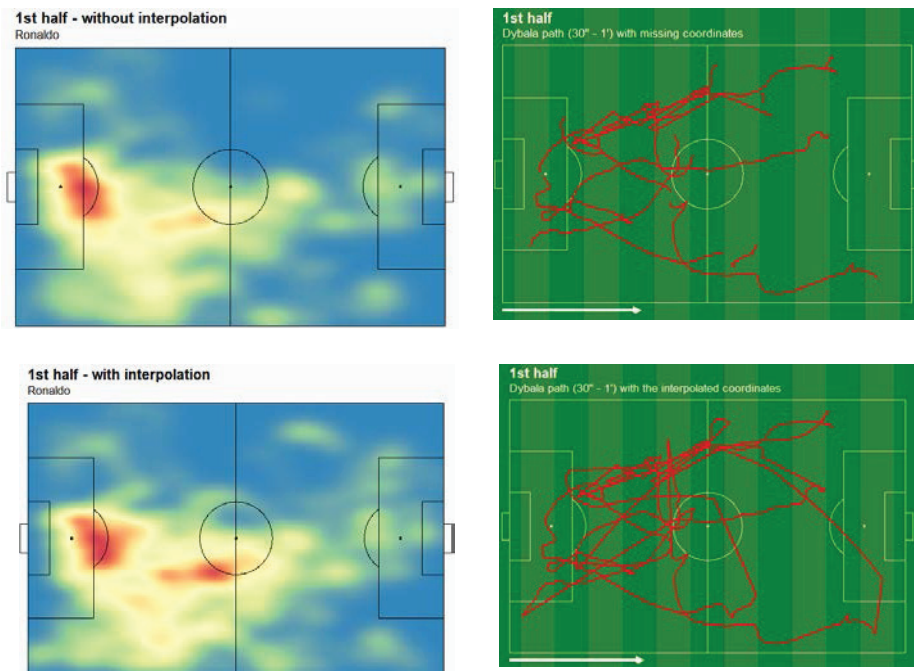 1st half - without interpolation
Ronaldo
1st half
Dybala path (30" - 1') with missing coordinates
1st half - with interpolation
Ronaldo
1st half
Dybala path (30" - 1') with the interpolated coordinates